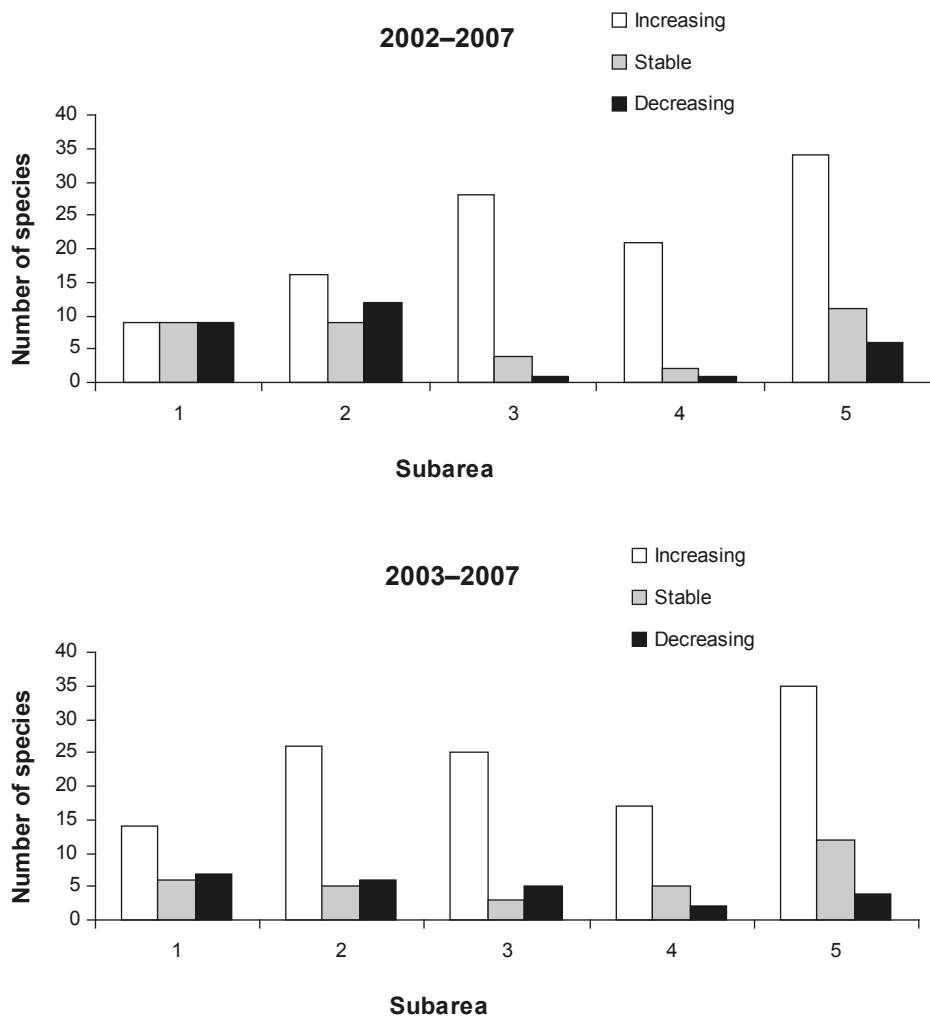 2002–2007
Increasing
Stable
Decreasing
Number of species
40
35
30
25
20
15
10
5
0
1 2 3 4 5
Subarea
2003–2007
Increasing
Stable
Decreasing
Number of species
40
35
30
25
20
15
10
5
0
1 2 3 4 5
Subarea